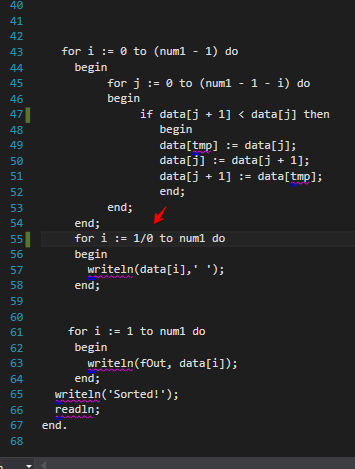 40
41
42
43 for i := 0 to (num1 - 1) do
44 begin
45 for j := 0 to (num1 - 1 - i) do
46 begin
47 if data[j + 1] < data[j] then
48 begin
49 data[tmp] := data[j];
50 data[j] := data[j + 1];
51 data[j + 1] := data[tmp];
52 end;
53 end;
54 end;
55 for i := 1/0 to num1 do
56 begin
57 writeln(data[i],' ');
58 end;
59
60
61 for i := 1 to num1 do
62 begin
63 writeln(fOut, data[i]);
64 end;
65 writeln('Sorted!');
66 readln;
67 end.
68